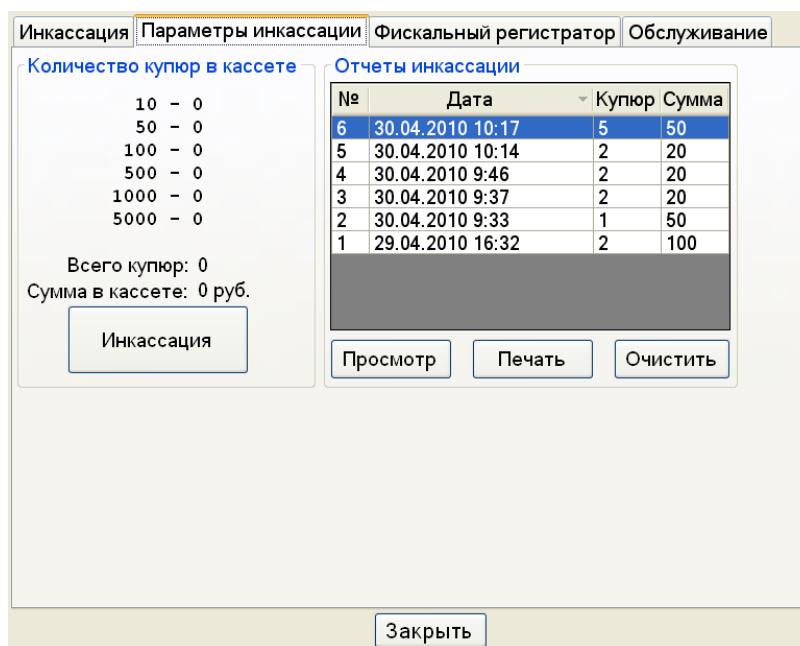 Инкассация Параметры инкассации Фискальный регистратор Обслуживание
Количество купюр в кассете
10 - 0
50 - 0
100 - 0
500 - 0
1000 - 0
5000 - 0
Всего купюр: 0
Сумма в кассете: 0 руб.
Инкассация
Отчеты инкассации
№ Дата Купюр Сумма
6 30.04.2010 10:17 5 50
5 30.04.2010 10:14 2 20
4 30.04.2010 9:46 2 20
3 30.04.2010 9:37 2 20
2 30.04.2010 9:33 1 50
1 29.04.2010 16:32 2 100
Просмотр Печать Очистить
Закрыть